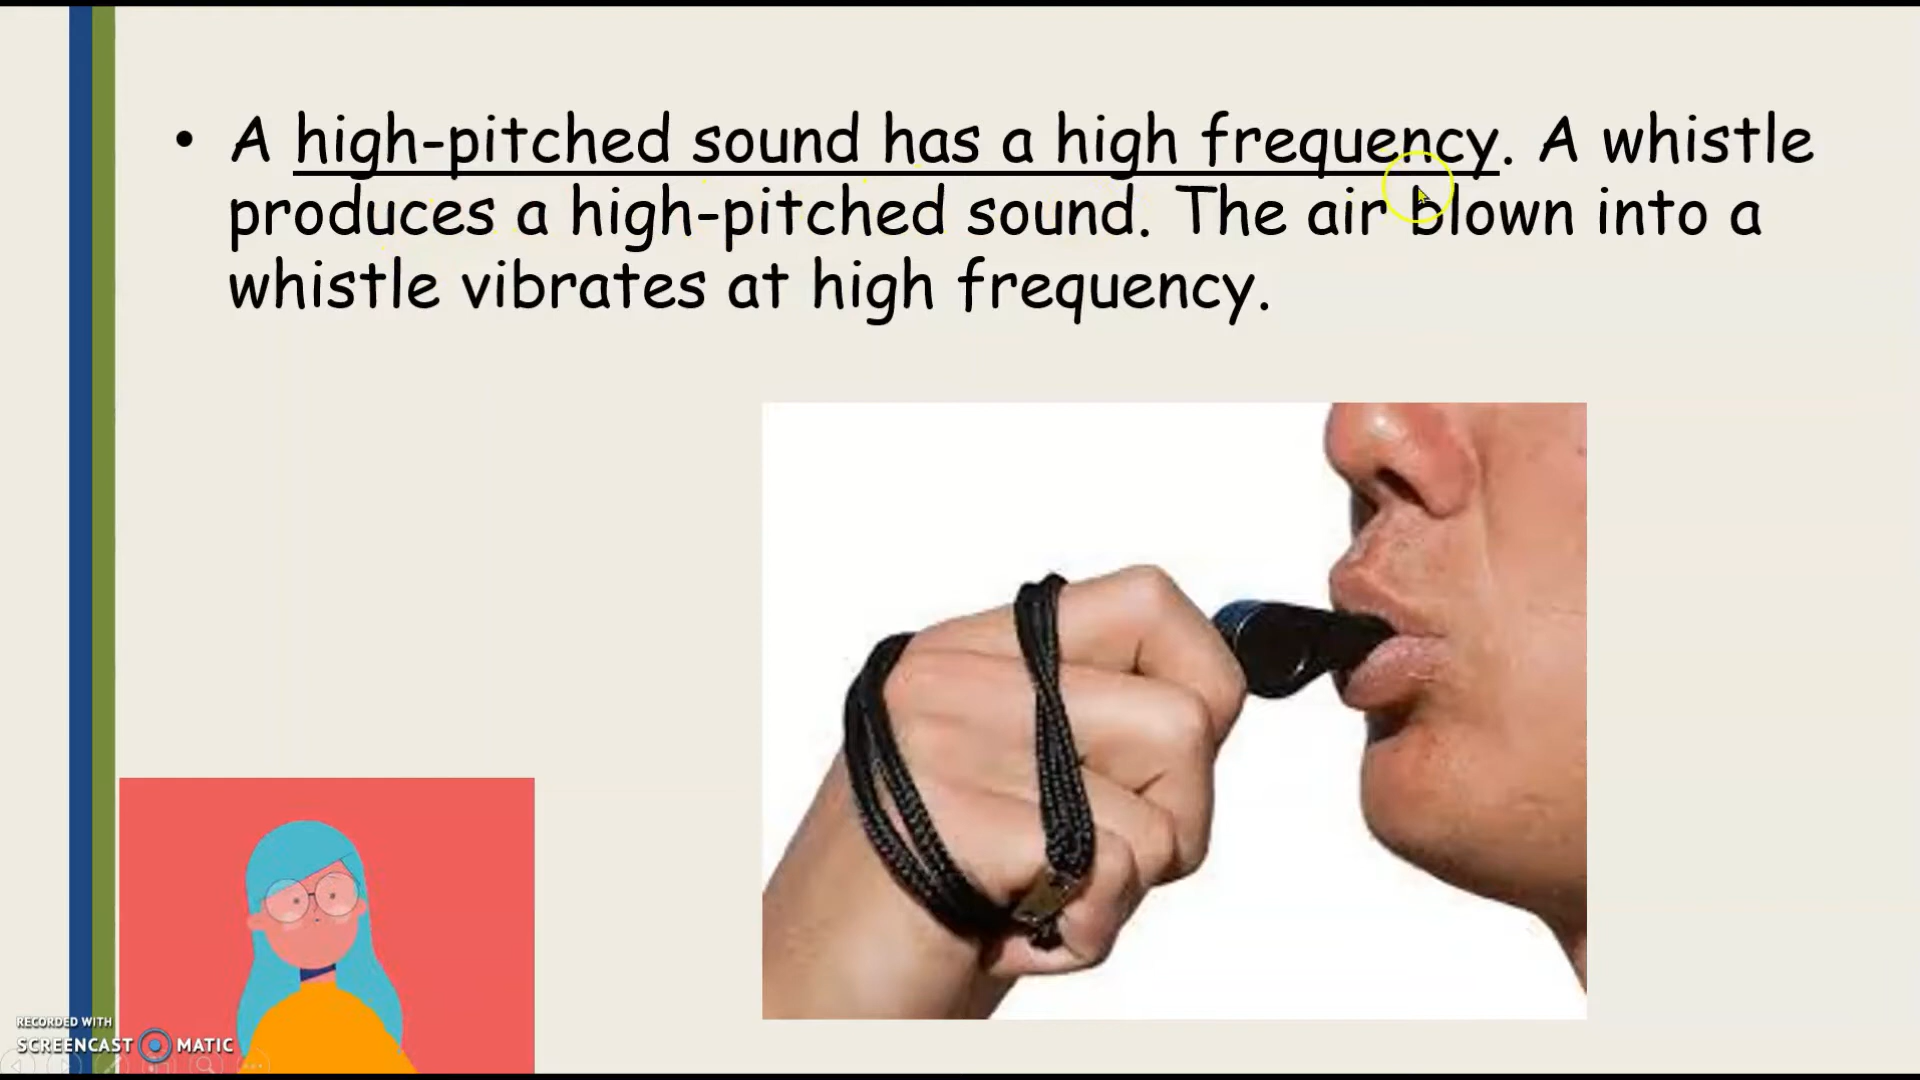 • A high-pitched sound has a high frequency. A whistle
produces a high-pitched sound. The air blown into a
whistle vibrates at high frequency.
RECORDED WITH
SCREENCAST MATIC